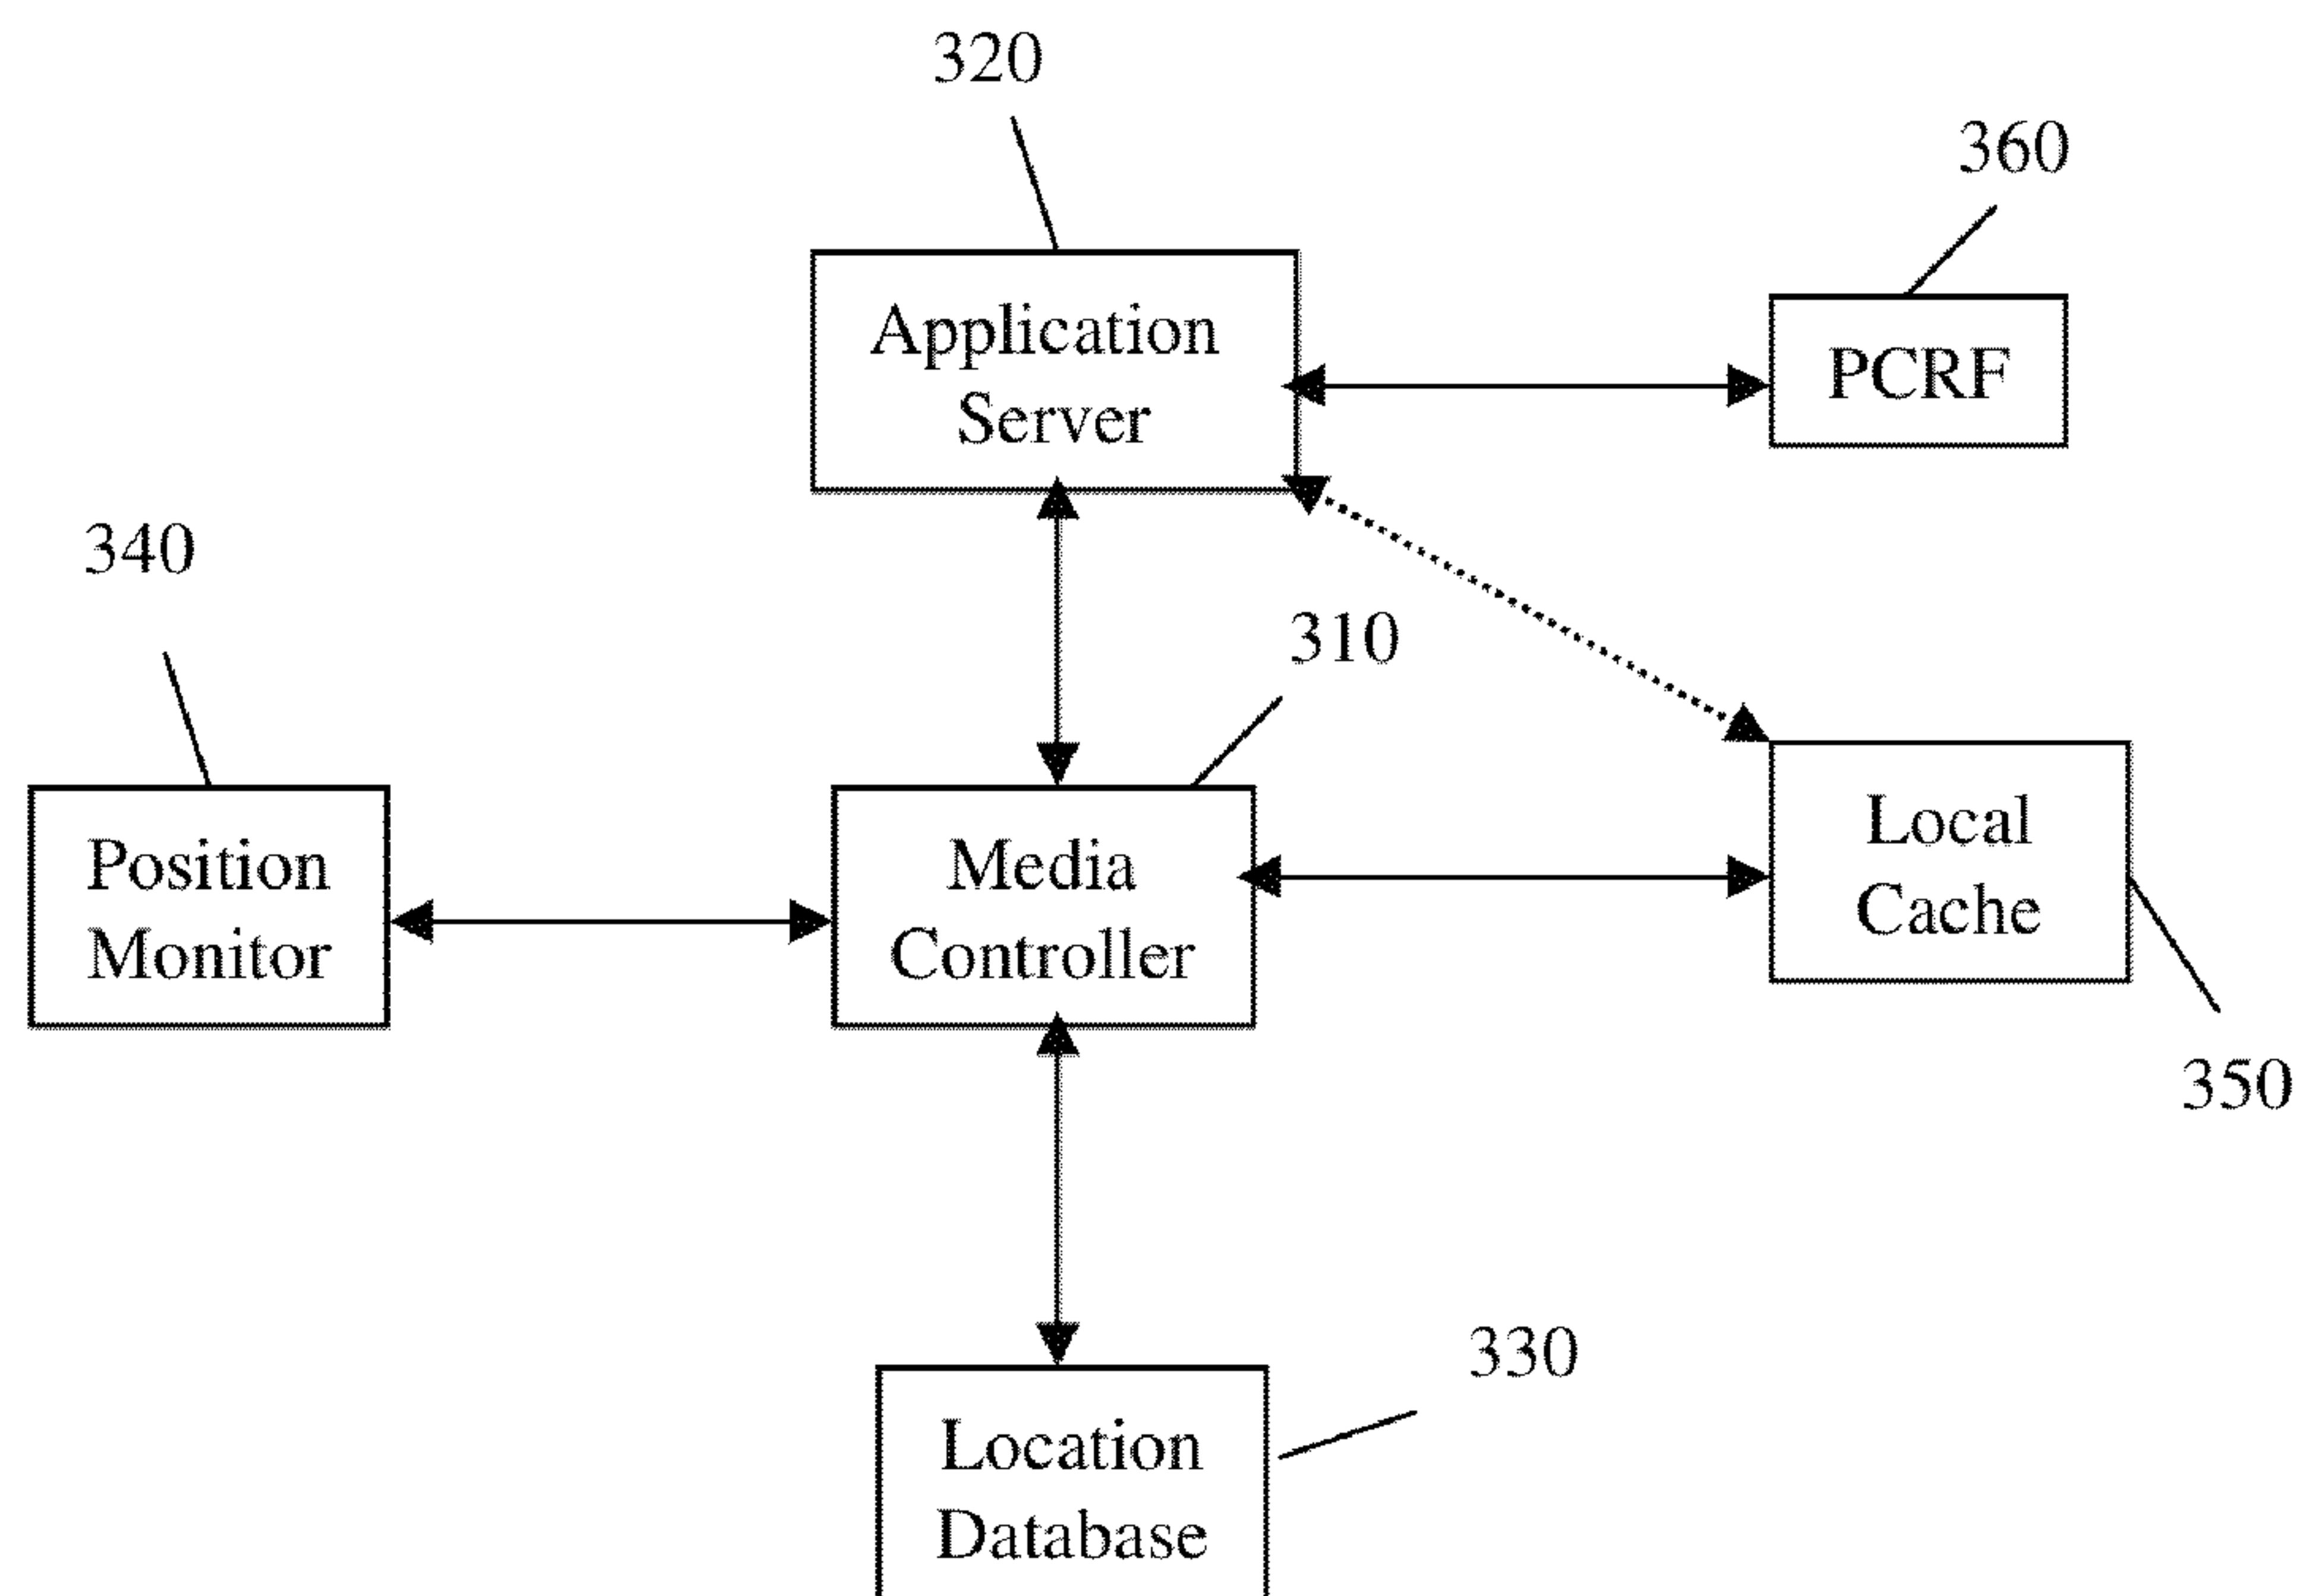 320
360
Application
Server
PCRF
340
310
Position
Monitor
Media
Controller
Local
Cache
350
330
Location
Database